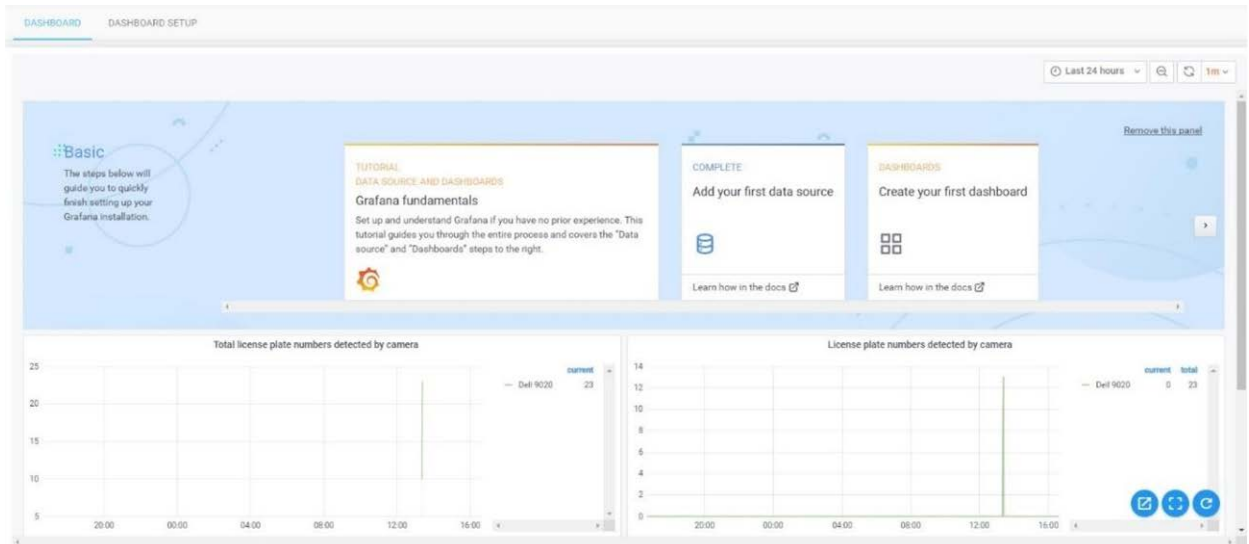 DASHBOARD DASHBOARD SETUP
Last 24 hours 1m
Remove this panel
Basic
The steps below will
guide you to quickly
finish setting up your
Grafana installation.
TUTORIAL
DATA SOURCE AND DASHBOARDS
Grafana fundamentals
Set up and understand Grafana if you have no prior experience. This
tutorial guides you through the entire process and covers the "Data
source" and "Dashboards" steps to the right.
COMPLETE
Add your first data source
Learn how in the docs
DASHBOARDS
Create your first dashboard
Learn how in the docs
Total license plate numbers detected by camera
25
20
15
10
5
20:00 00:00 04:00 08:00 12:00 16:00
current
Dell 9020 23
License plate numbers detected by camera
14
12
10
8
6
4
2
0
20:00 00:00 04:00 08:00 12:00 16:00
current total
Dell 9020 0 23